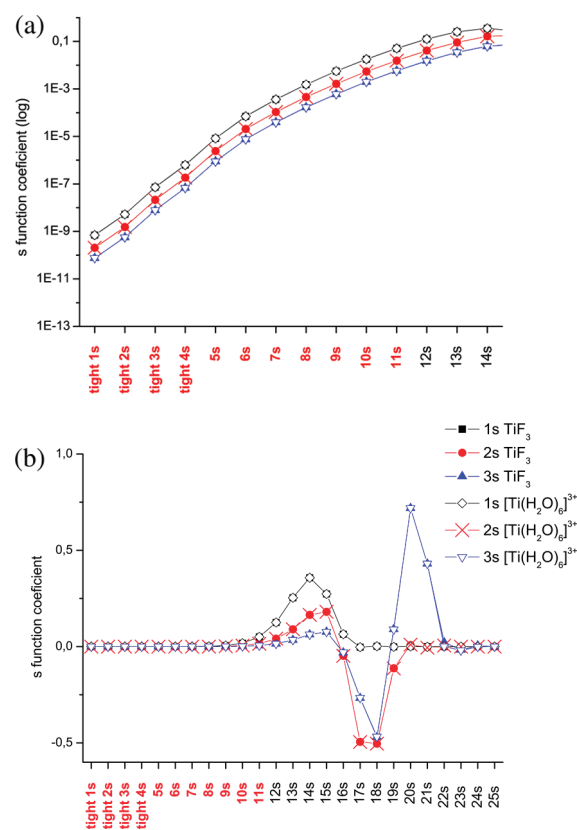 (a)
s function coeficient (log)
0,1
1E-3
1E-5
1E-7
1E-9
1E-11
1E-13
tight 1s
tight 2s
tight 3s
tight 4s
5s
6s
7s
8s
9s
10s
11s
12s
13s
14s
(b)
1s TiF3
2s TiF3
3s TiF3
1s [Ti(H2O)6]3+
2s [Ti(H2O)6]3+
3s [Ti(H2O)6]3+
s function coeficient
1,0
0,5
0,0
-0,5
tight 1s
tight 2s
tight 3s
tight 4s
5s
6s
7s
8s
9s
10s
11s
12s
13s
14s
15s
16s
17s
18s
19s
20s
21s
22s
23s
24s
25s